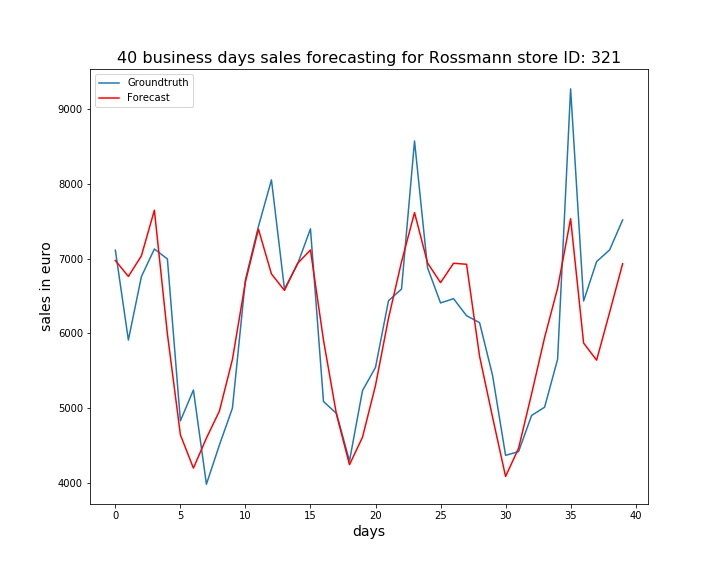 40 business days sales forecasting for Rossmann store ID: 321
Groundtruth
Forecast
9000
8000
7000
6000
5000
4000
sales in euro
0 5 10 15 20 25 30 35 40
days